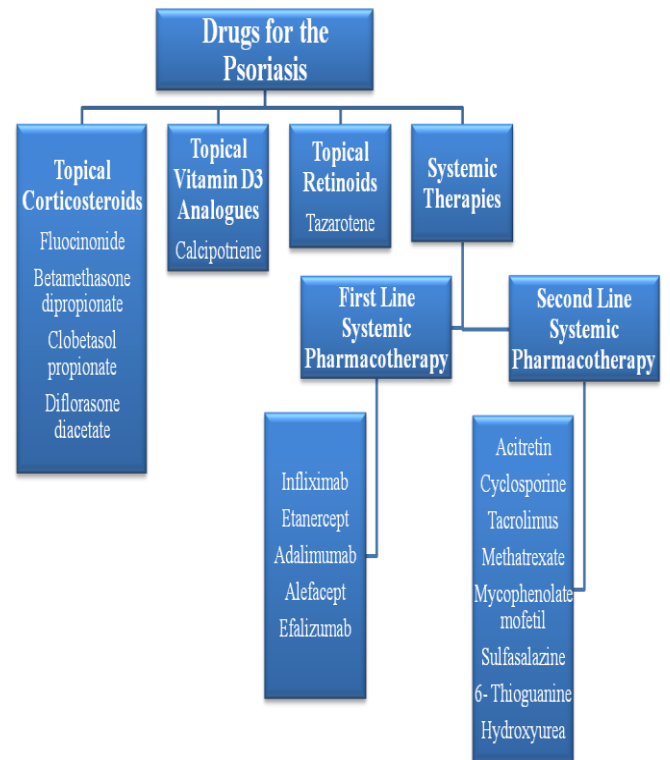 Drugs for the
Psoriasis
Topical
Corticosteroids
Fluocinonide
Betamethasone
dipropionate
Clobetasol
propionate
Diflorasone
diacetate
Topical
Vitamin D3
Analogues
Calcipotriene
Topical
Retinoids
Tazarotene
Systemic
Therapies
First Line
Systemic
Pharmacotherapy
Infliximab
Etanercept
Adalimumab
Alefacept
Efalizumab
Second Line
Systemic
Pharmacotherapy
Acitretin
Cyclosporine
Tacrolimus
Methatrexate
Mycophenolate
mofetil
Sulfasalazine
6- Thioguanine
Hydroxyurea